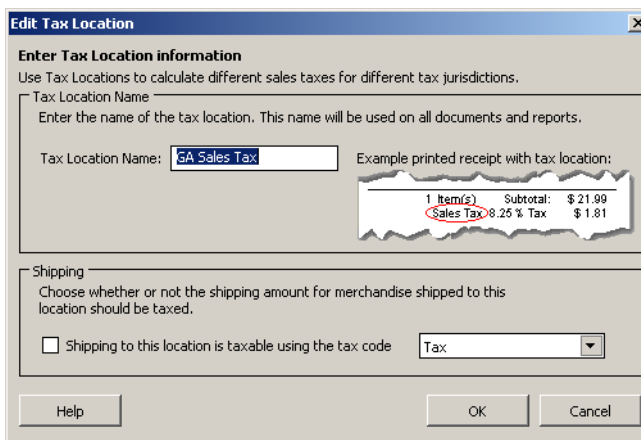 Edit Tax Location
Enter Tax Location information
Use Tax Locations to calculate different sales taxes for different tax jurisdictions.
Tax Location Name
Enter the name of the tax location. This name will be used on all documents and reports.
Tax Location Name: GA Sales Tax Example printed receipt with tax location:
1 Item(s) Subtotal: $ 21.99
Sales Tax 8.25 % Tax $ 1.81
Shipping
Choose whether or not the shipping amount for merchandise shipped to this
location should be taxed.
Shipping to this location is taxable using the tax code Tax
Help OK Cancel